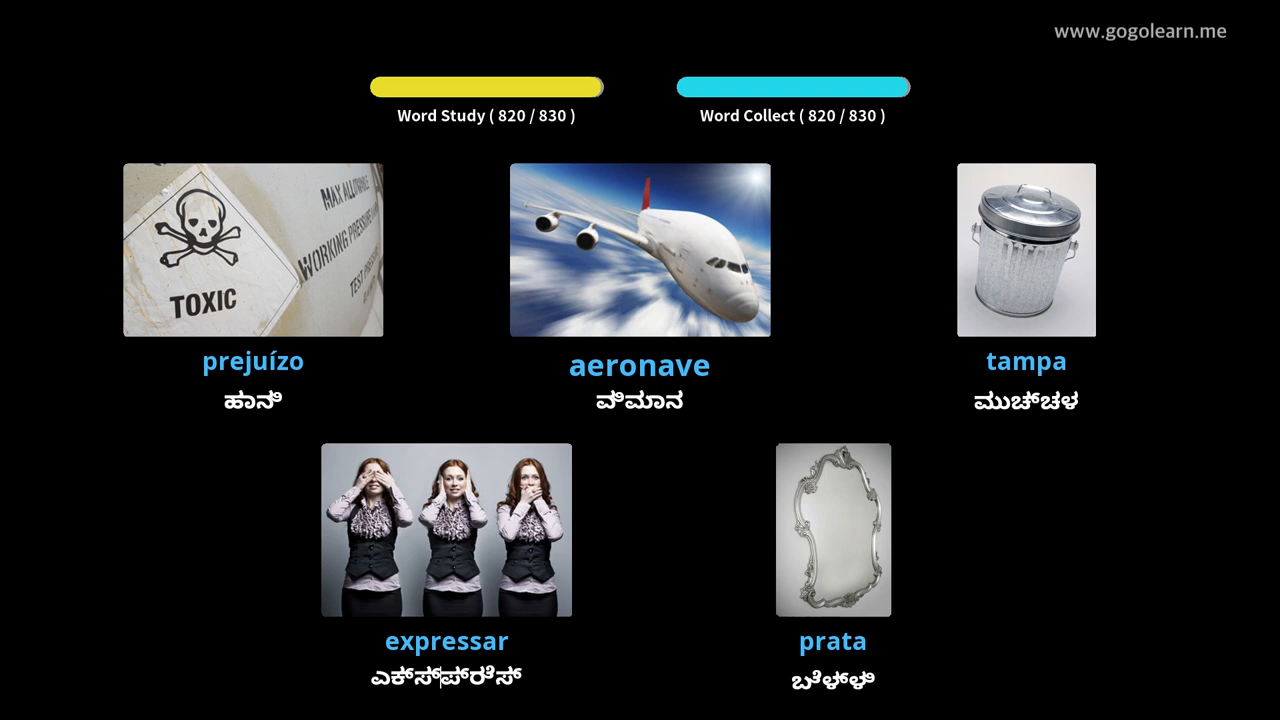 www.gogolearn.me
Word Study ( 820 / 830 )
Word Collect ( 820 / 830 )
TOXIC
MAX ALLOWABLE
WORKING PRESSURE
prejuízo
aeronave
tampa
ಹಾನಿ
ವಿಮಾನ
ಮುಚ್ಚಳ
expressar
prata
ಎಕ್ಸ್‌ಪ್ರೆಸ್
ಬೆಳ್ಳಿ